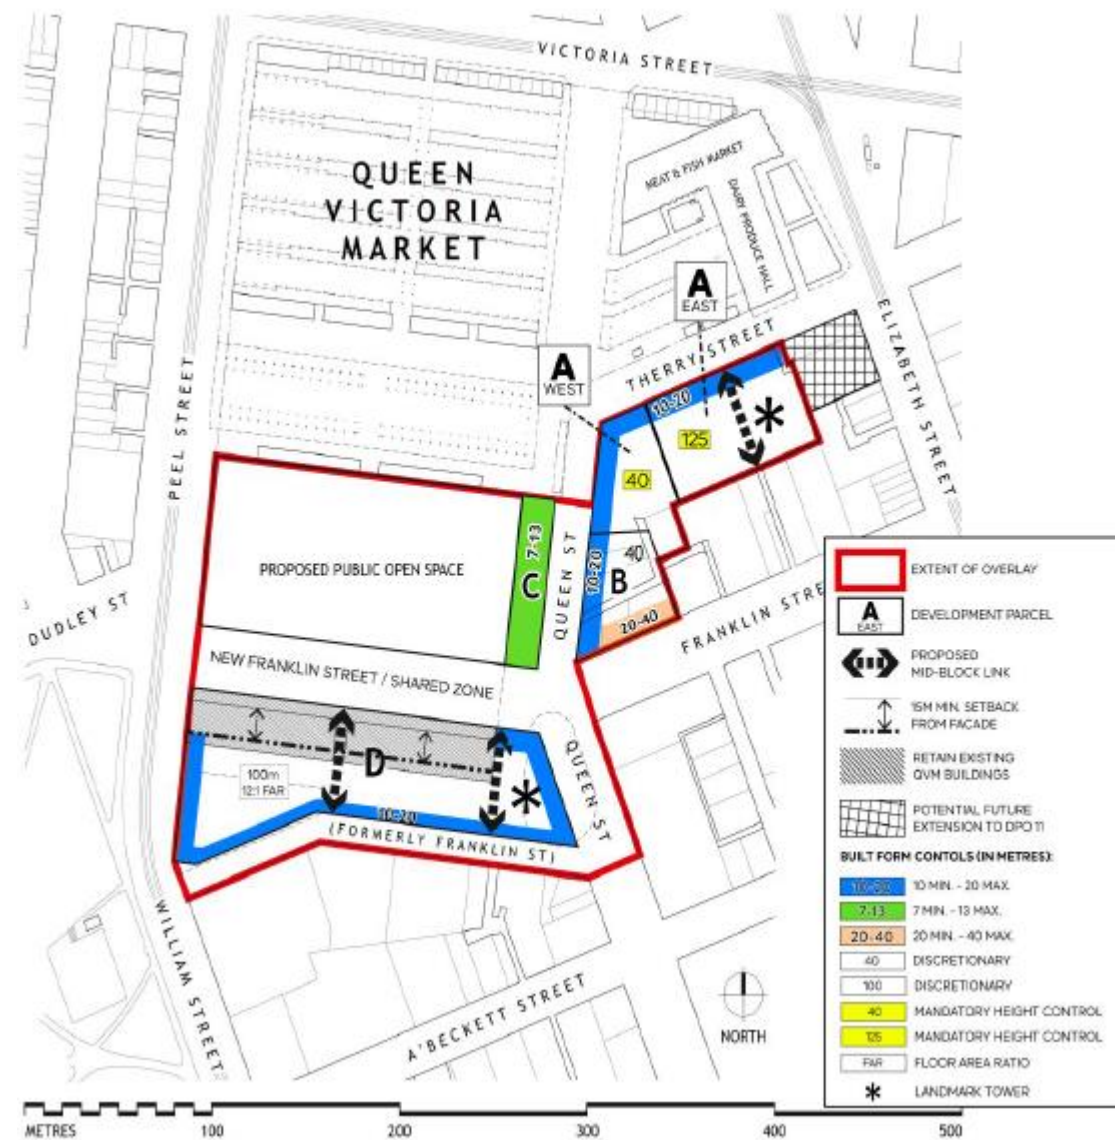 VICTORIA STREET
QUEEN
VICTORIA
MARKET
MEAT & FISH MARKET
DAIRY PRODUCE HALL
A
EAST
THERRY STREET
ELIZABETH STREET
A
WEST
PEEL STREET
10-20
125
40
PROPOSED PUBLIC OPEN SPACE
C 7-13
QUEEN ST
10-20
40
B
20-40
FRANKLIN STRE
DUDLEY ST
NEW FRANKLIN STREET / SHARED ZONE
D
100m
12:1 FAR
10-20
(FORMERLY FRANKLIN ST)
QUEEN ST
WILLIAM STREET
A'BECKETT STREET
NORTH
EXTENT OF OVERLAY
A
EAST
DEVELOPMENT PARCEL
PROPOSED
MID-BLOCK LINK
15M MIN. SETBACK
FROM FACADE
RETAIN EXISTING
QVM BUILDINGS
POTENTIAL FUTURE
EXTENSION TO DPO 11
BUILT FORM CONTOLS (IN METRES):
10-20 10 MIN. - 20 MAX.
7-13 7 MIN. - 13 MAX.
20-40 20 MIN. - 40 MAX.
40 DISCRETIONARY
100 DISCRETIONARY
40 MANDATORY HEIGHT CONTROL
125 MANDATORY HEIGHT CONTROL
FAR FLOOR AREA RATIO
LANDMARK TOWER
METRES 100 200 300 400 500